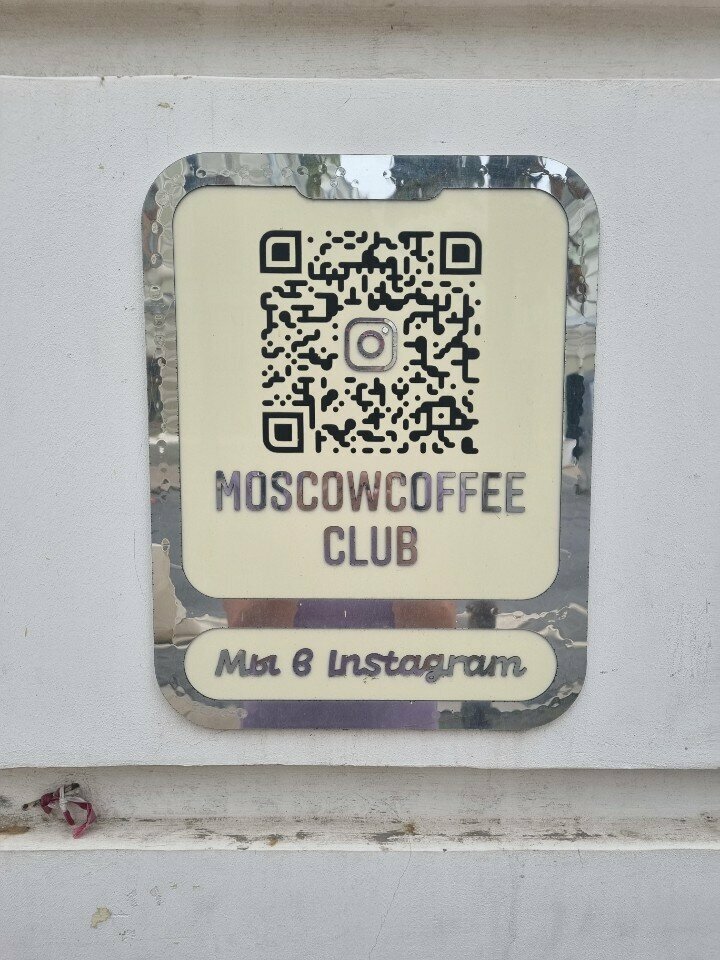 MOSCOWCOFFEE
CLUB
Мы в Instagram